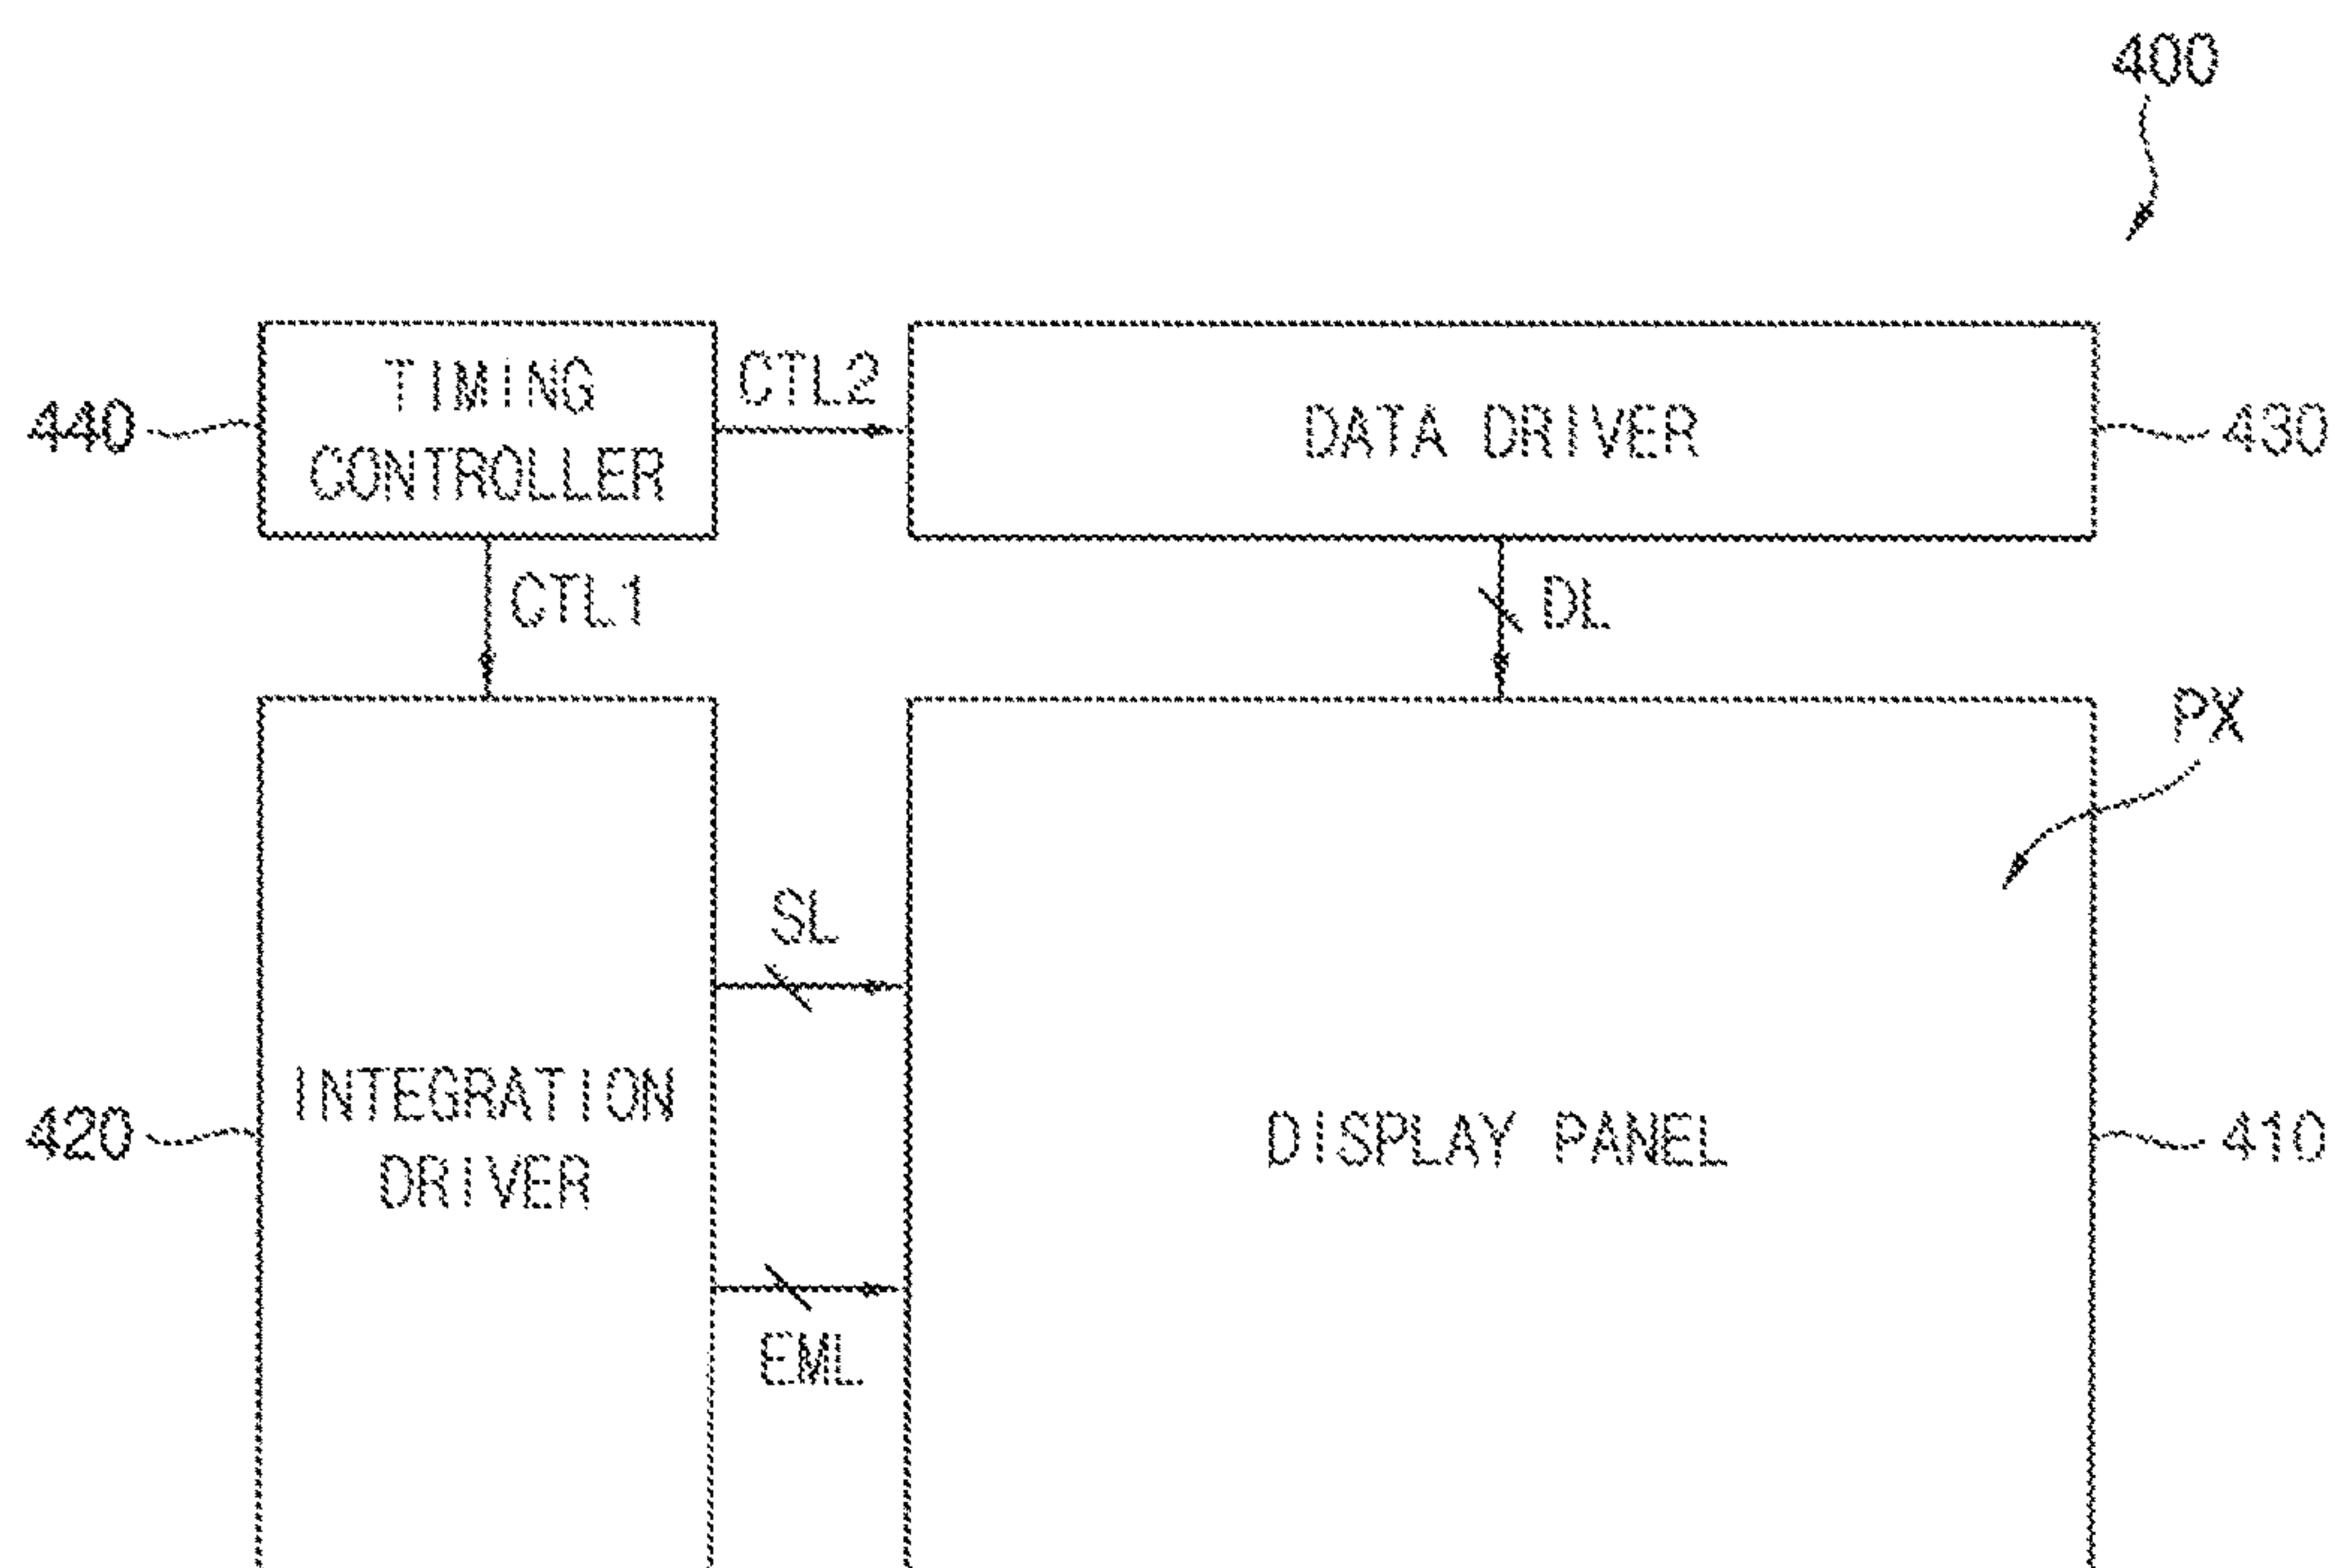 400
TIMING
CONTROLLER
440
CTL2
DATA DRIVER
430
CTL1
DL
PX
SL
INTEGRATION
DRIVER
420
DISPLAY PANEL
410
EML